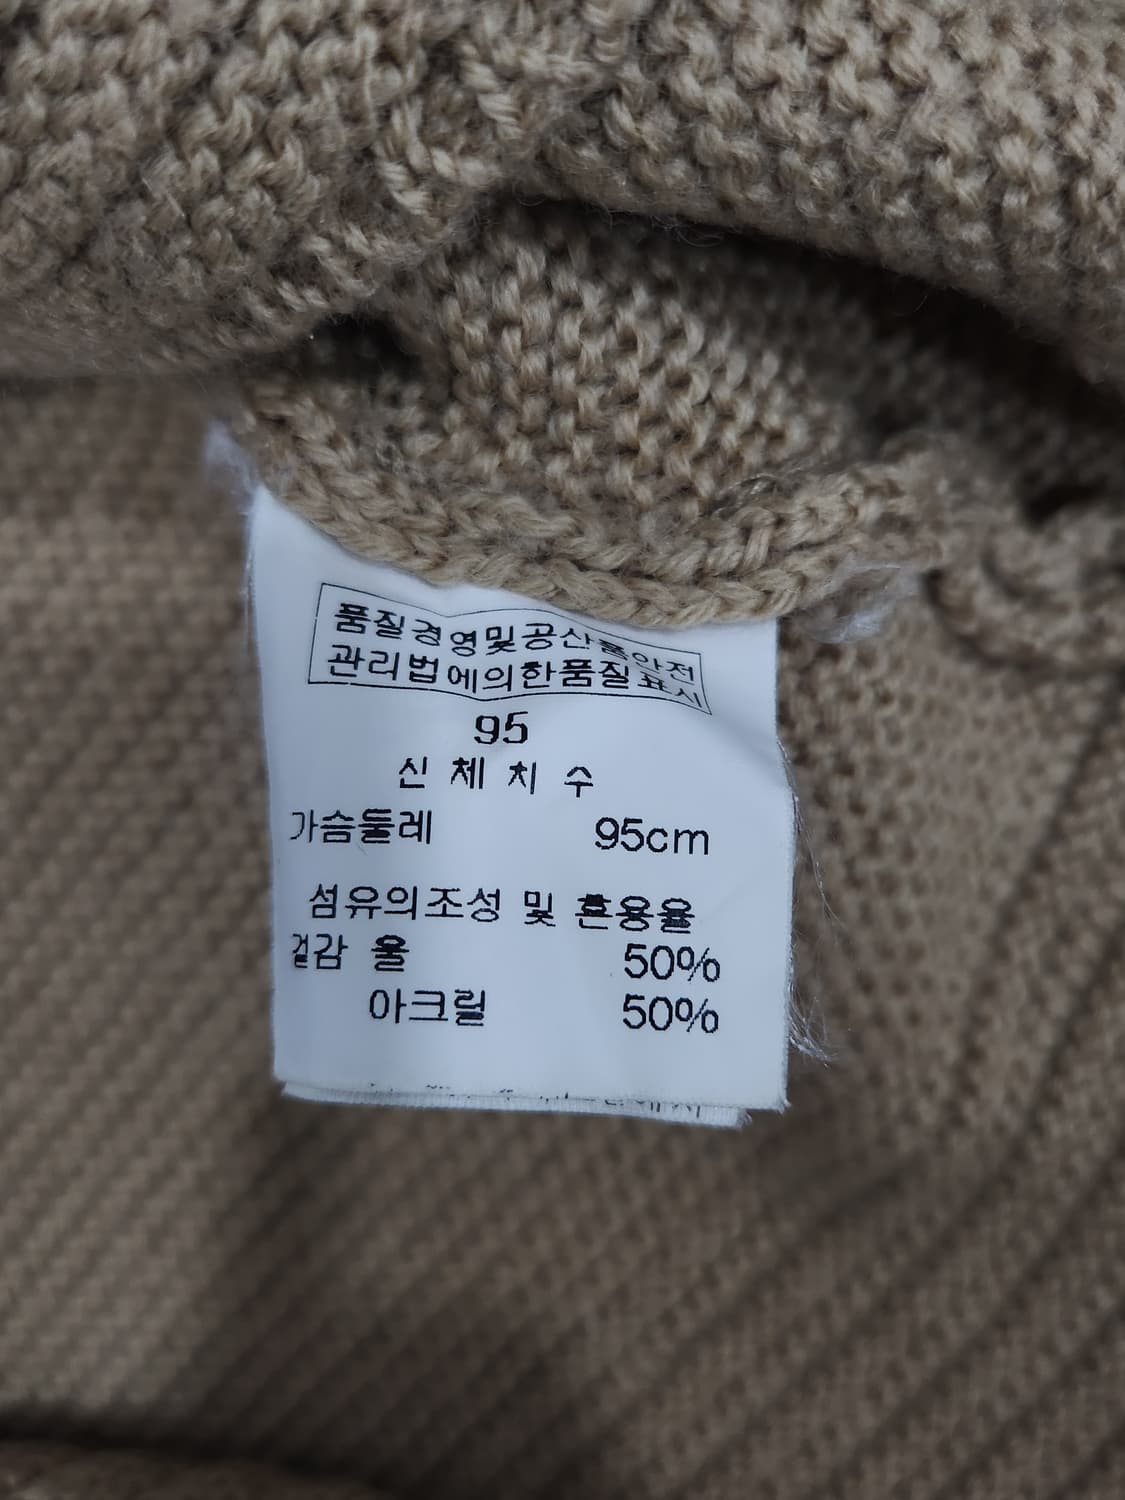 품질경영및공산품안전
관리법에의한품질표시
95
신체치수
가슴둘레 95cm
섬유의조성 및 혼용율
겉감 울 50%
아크릴 50%